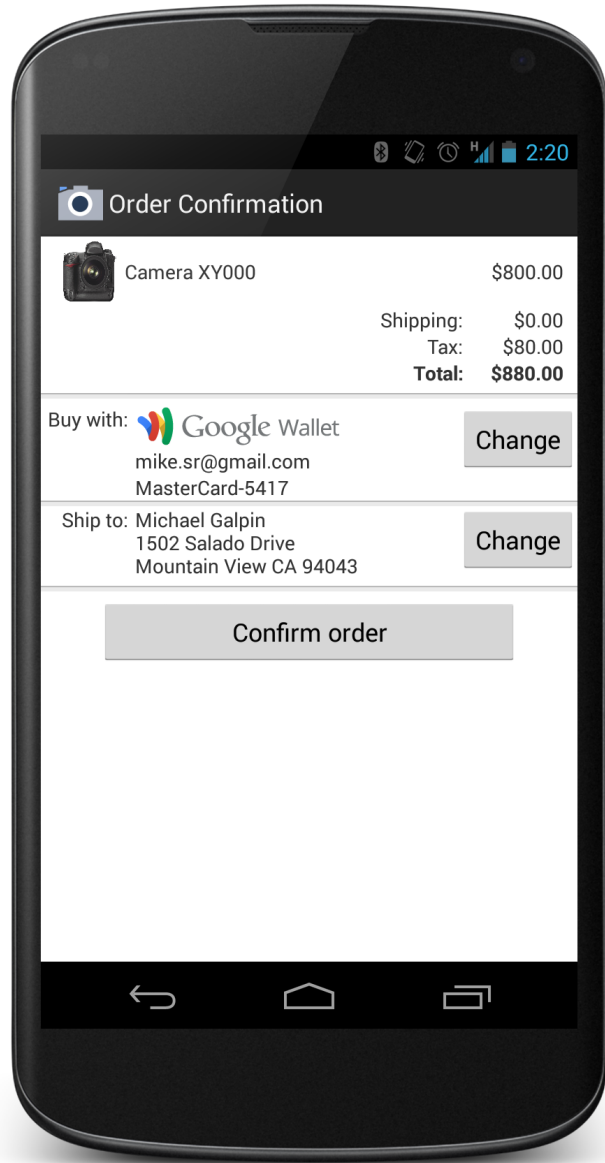 H 2:20
Order Confirmation
Camera XY000 $800.00
Shipping: $0.00
Tax: $80.00
Total: $880.00
Buy with: Google Wallet Change
mike.sr@gmail.com
MasterCard-5417
Ship to: Michael Galpin
1502 Salado Drive Change
Mountain View CA 94043
Confirm order